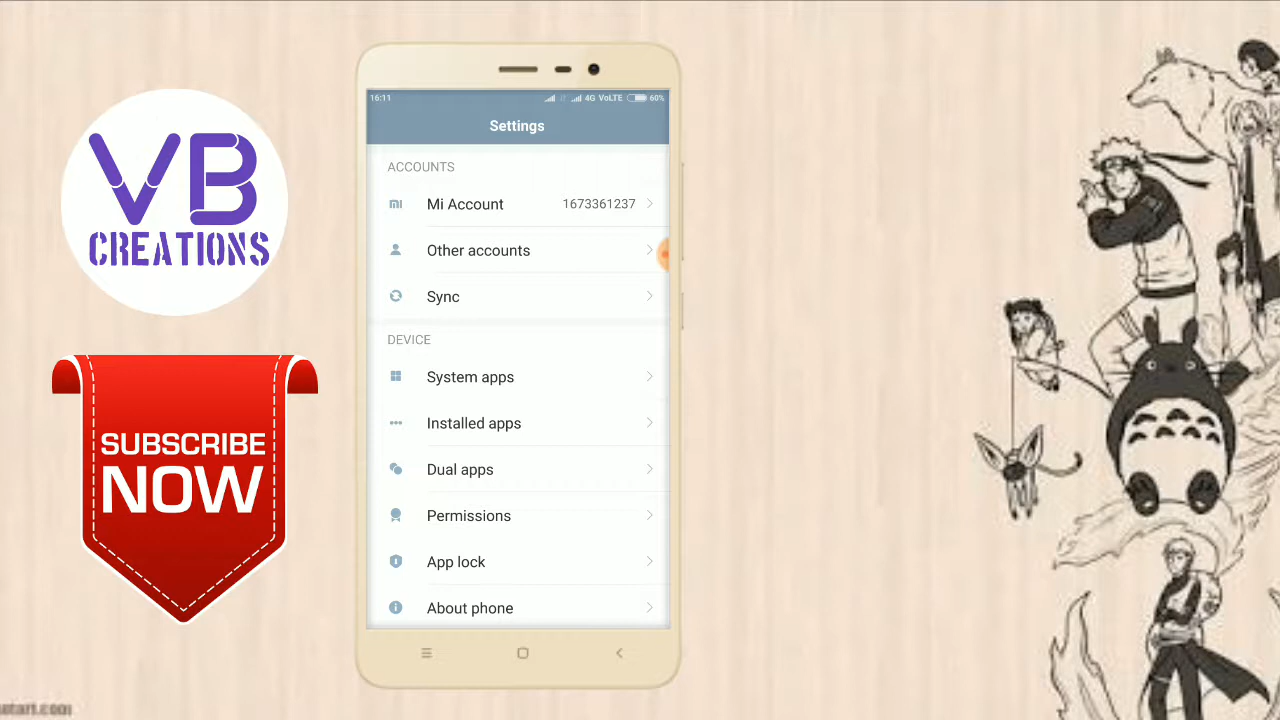 VB
CREATIONS
SUBSCRIBE
NOW
16:11
4G VoLTE 60%
Settings
ACCOUNTS
Mi Account 1673361237
Other accounts
Sync
DEVICE
System apps
Installed apps
Dual apps
Permissions
App lock
About phone